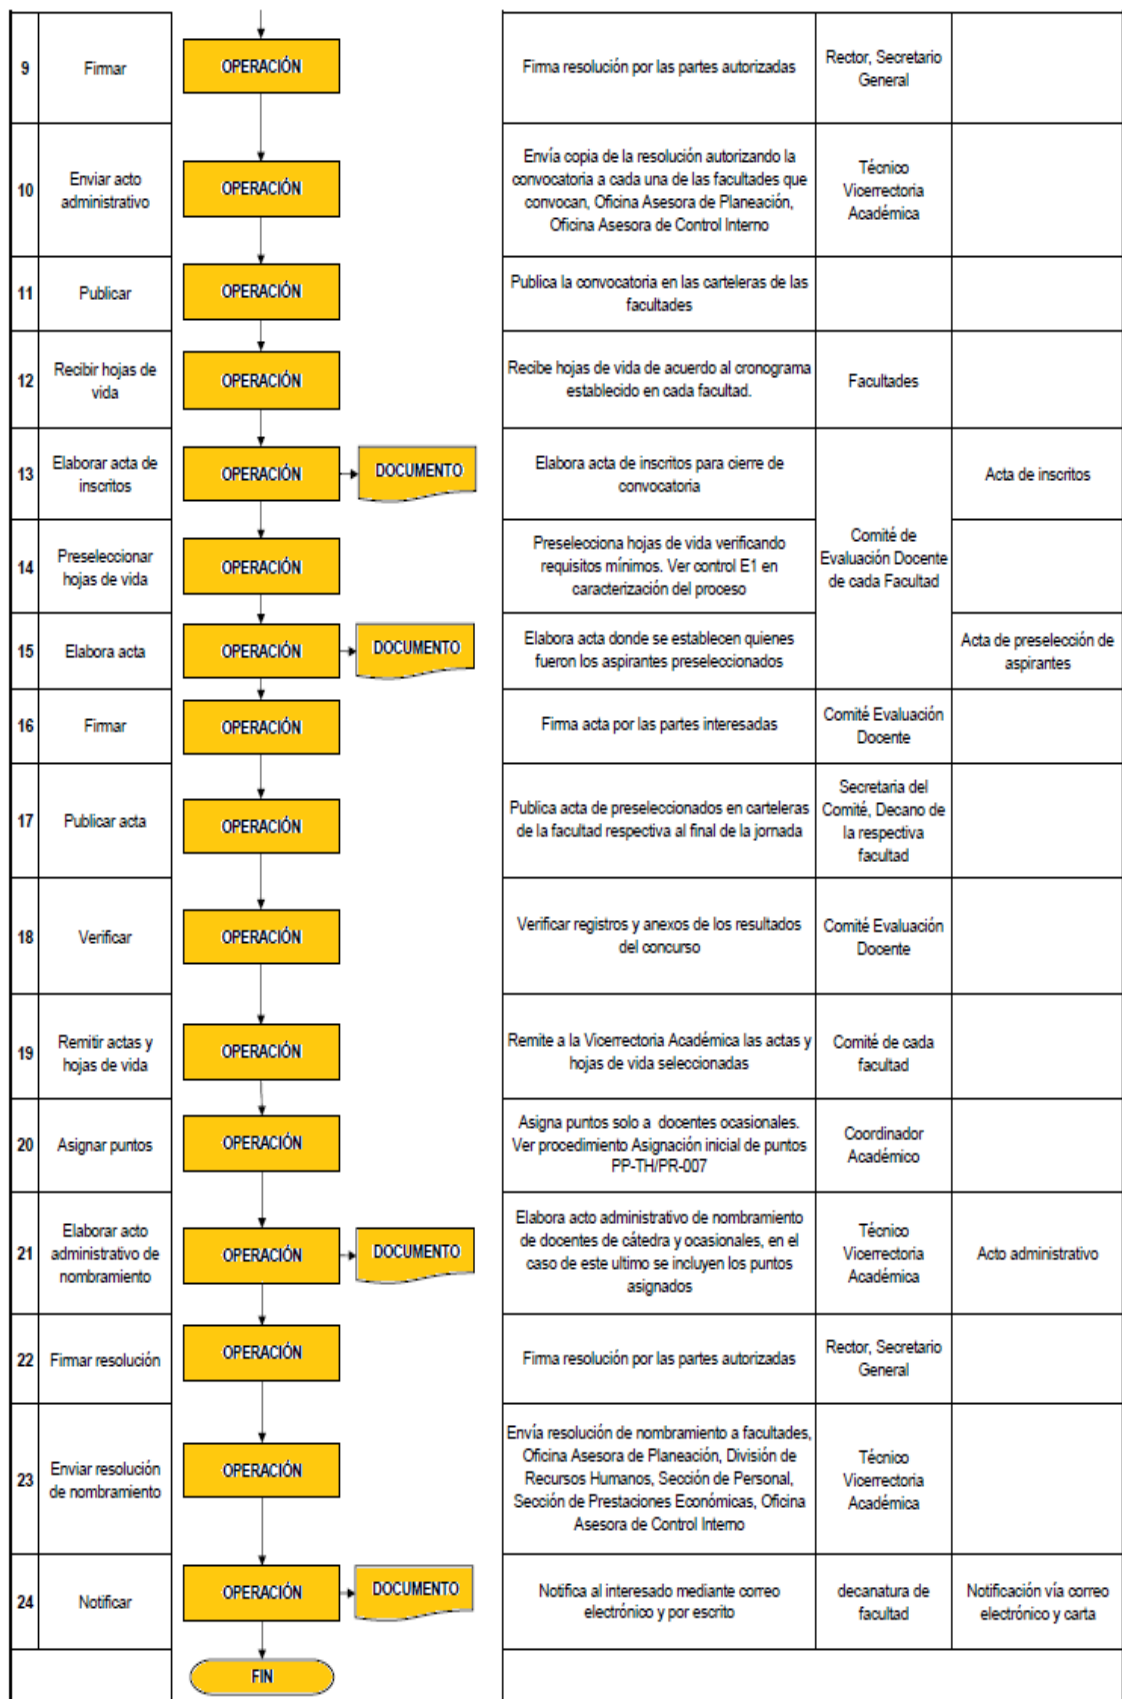 9
Firmar
OPERACIÓN
Firma resolución por las partes autorizadas
Rector, Secretario
General
10
Enviar acto
administrativo
OPERACIÓN
Envía copia de la resolución autorizando la
convocatoria a cada una de las facultades que
convocan, Oficina Asesora de Planeación,
Oficina Asesora de Control Interno
Técnico
Vicerrectoria
Académica
11
Publicar
OPERACIÓN
Publica la convocatoria en las carteleras de las
facultades
12
Recibir hojas de
vida
OPERACIÓN
Recibe hojas de vida de acuerdo al cronograma
establecido en cada facultad.
Facultades
13
Elaborar acta de
inscritos
OPERACIÓN
DOCUMENTO
Elabora acta de inscritos para cierre de
convocatoria
Acta de inscritos
14
Preseleccionar
hojas de vida
OPERACIÓN
Preselecciona hojas de vida verificando
requisitos mínimos. Ver control E1 en
caracterización del proceso
Comité de
Evaluación Docente
de cada Facultad
15
Elabora acta
OPERACIÓN
DOCUMENTO
Elabora acta donde se establecen quienes
fueron los aspirantes preseleccionados
Acta de preselección de
aspirantes
16
Firmar
OPERACIÓN
Firma acta por las partes interesadas
Comité Evaluación
Docente
17
Publicar acta
OPERACIÓN
Publica acta de preseleccionados en carteleras
de la facultad respectiva al final de la jornada
Secretaria del
Comité, Decano de
la respectiva
facultad
18
Verificar
OPERACIÓN
Verificar registros y anexos de los resultados
del concurso
Comité Evaluación
Docente
19
Remitir actas y
hojas de vida
OPERACIÓN
Remite a la Vicerrectoria Académica las actas y
hojas de vida seleccionadas
Comité de cada
facultad
20
Asignar puntos
OPERACIÓN
Asigna puntos solo a docentes ocasionales.
Ver procedimiento Asignación inicial de puntos
PP-TH/PR-007
Coordinador
Académico
21
Elaborar acto
administrativo de
nombramiento
OPERACIÓN
DOCUMENTO
Elabora acto administrativo de nombramiento
de docentes de cátedra y ocasionales, en el
caso de este ultimo se incluyen los puntos
asignados
Técnico
Vicerrectoria
Académica
Acto administrativo
22
Firmar resolución
OPERACIÓN
Firma resolución por las partes autorizadas
Rector, Secretario
General
23
Enviar resolución
de nombramiento
OPERACIÓN
Envía resolución de nombramiento a facultades,
Oficina Asesora de Planeación, División de
Recursos Humanos, Sección de Personal,
Sección de Prestaciones Económicas, Oficina
Asesora de Control Interno
Técnico
Vicerrectoria
Académica
24
Notificar
OPERACIÓN
DOCUMENTO
Notifica al interesado mediante correo
electrónico y por escrito
decanatura de
facultad
Notificación vía correo
electrónico y carta
FIN